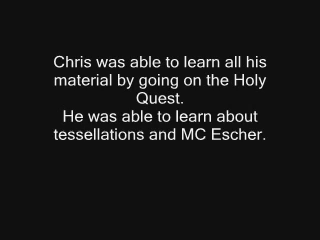 Chris was able to learn all his
material by going on the Holy
Quest.
He was able to learn about
tessellations and MC Escher.